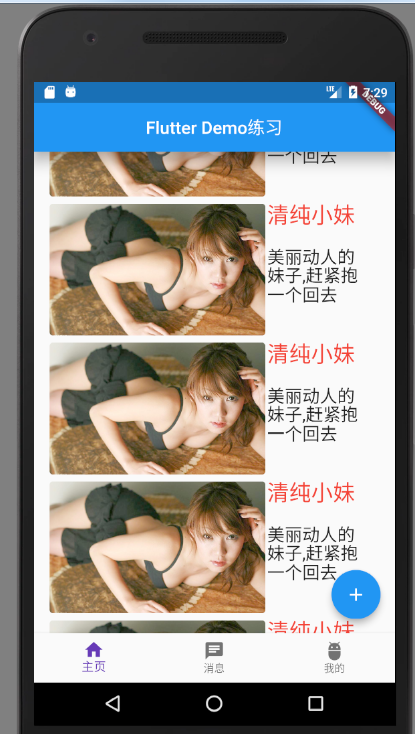 LTE
7:29
DEBUG
Flutter Demo练习
一个回去
清纯小妹
美丽动人的
妹子,赶紧抱
一个回去
清纯小妹
美丽动人的
妹子,赶紧抱
一个回去
清纯小妹
美丽动人的
妹子,赶紧抱
一个回去
+
清纯小妹
主页
消息
我的